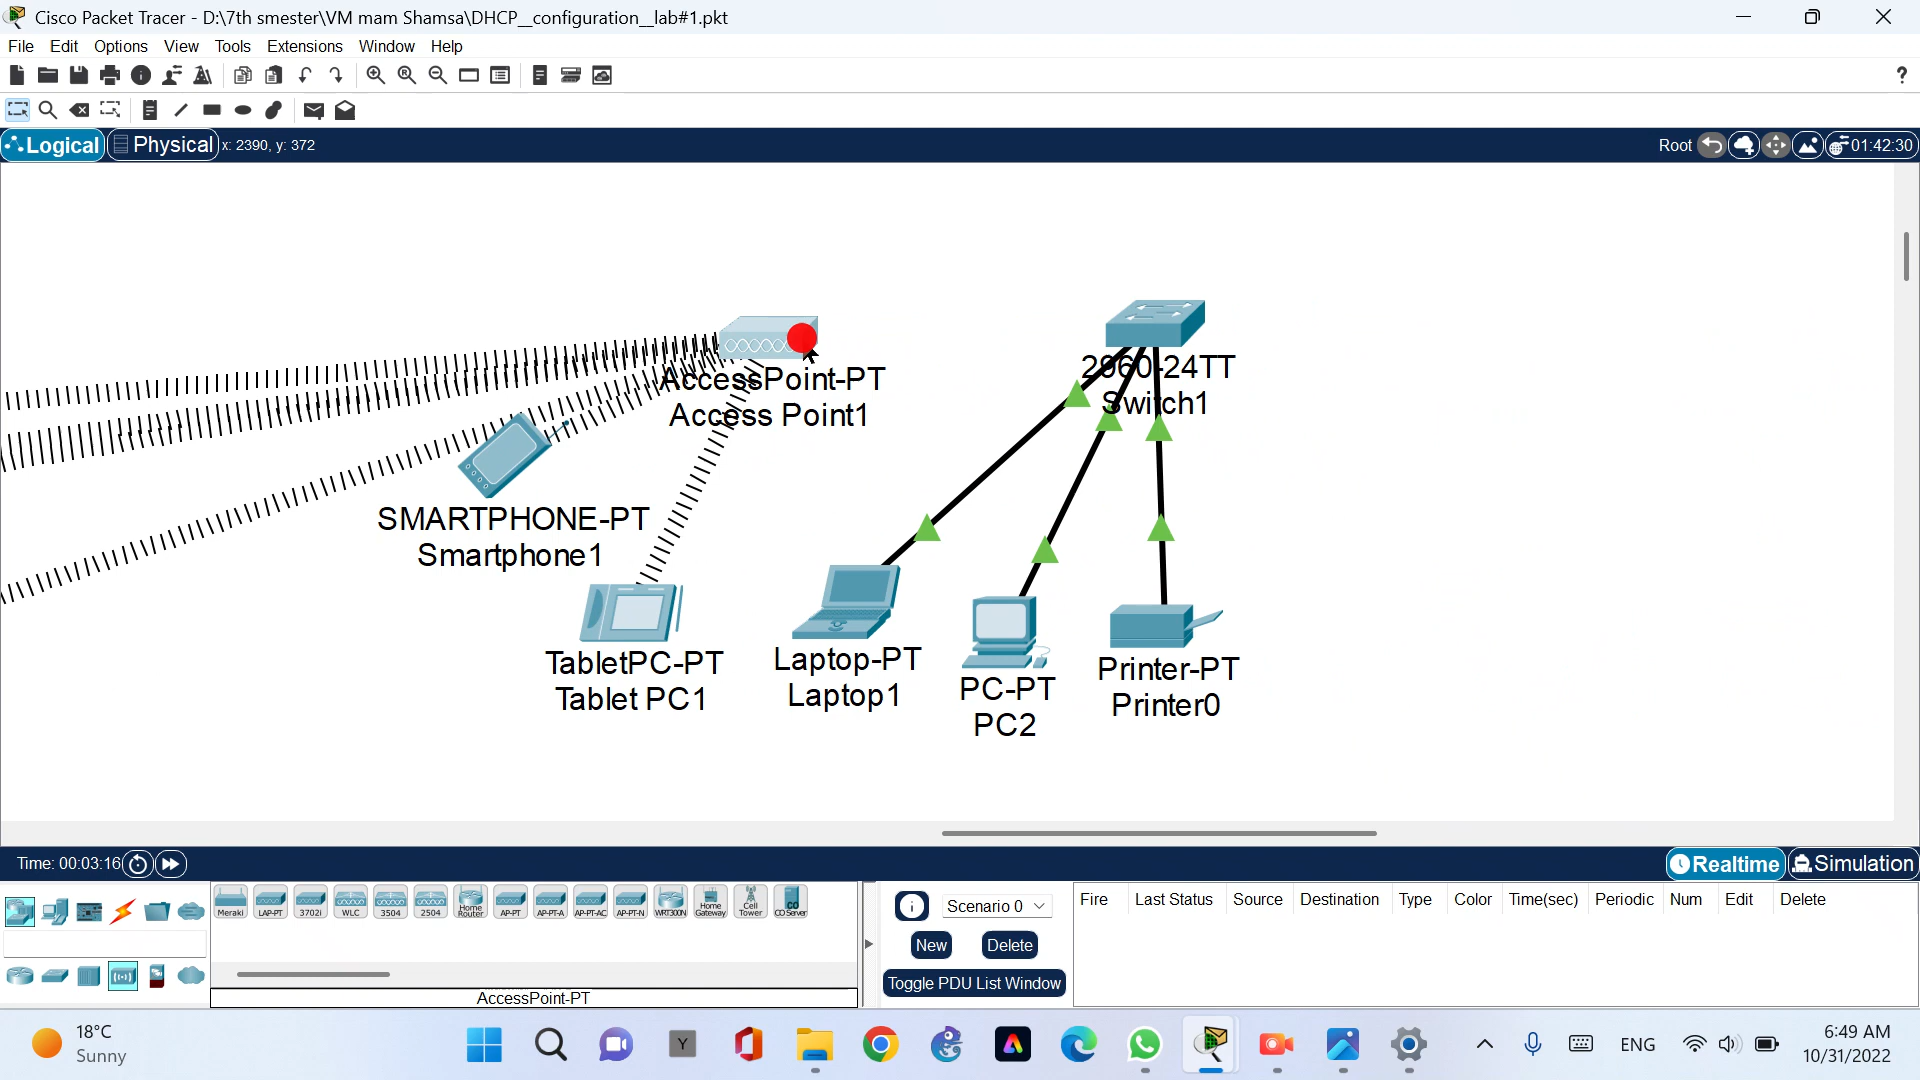 Cisco Packet Tracer - D:\7th smester\VM mam Shamsa\DHCP__configuration__lab#1.pkt
File Edit Options View Tools Extensions Window Help
?
Logical Physical x: 2390, y: 372 Root 01:42:30
AccessPoint-PT
Access Point1
2960-24TT
Switch1
SMARTPHONE-PT
Smartphone1
TabletPC-PT
Tablet PC1
Laptop-PT
Laptop1
PC-PT
PC2
Printer-PT
Printer0
Time: 00:03:16 Realtime Simulation
Meraki LAP-PT 3702i WLC 3504 2504 Home Router AP-PT AP-PT-A AP-PT-AC AP-PT-N WRT300N Home Gateway Cell Tower CO Server
AccessPoint-PT
Scenario 0
New Delete
Toggle PDU List Window
Fire Last Status Source Destination Type Color Time(sec) Periodic Num Edit Delete
18°C
Sunny
Y
ENG
6:49 AM
10/31/2022